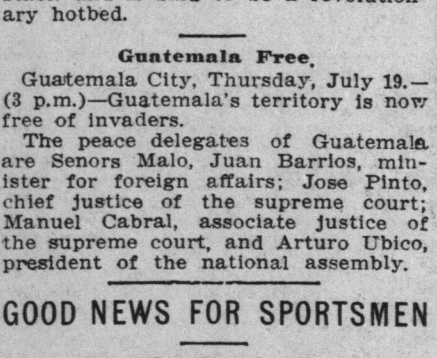 ary hotbed.
Guatemala Free.
Guatemala City, Thursday, July 19.—
(3 p.m.)—Guatemala's territory is now
free of invaders.
The peace delegates of Guatemala
are Senors Malo, Juan Barrios, min-
ister for foreign affairs; Jose Pinto,
chief justice of the supreme court;
Manuel Cabral, associate justice of
the supreme court, and Arturo Ubico,
president of the national assembly.
GOOD NEWS FOR SPORTSMEN